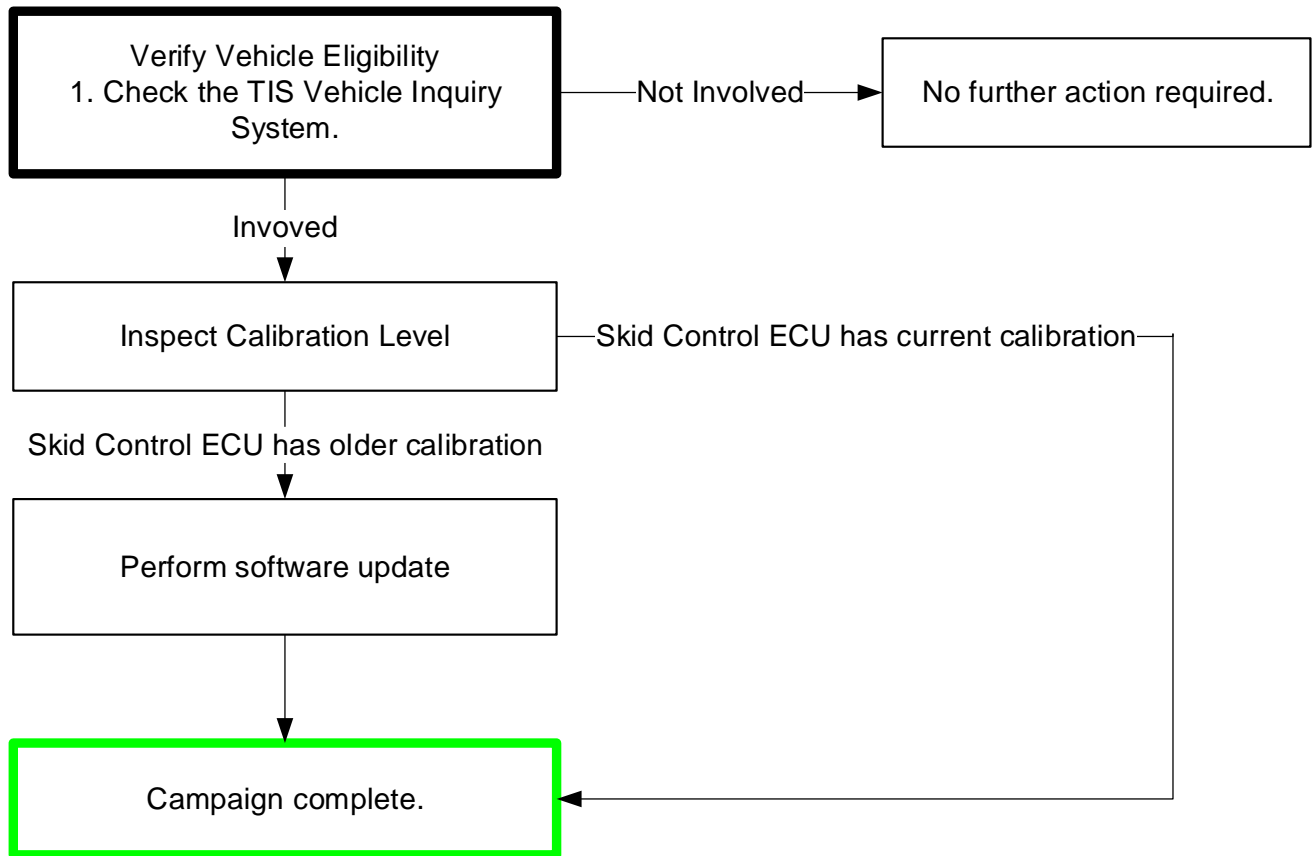 Verify Vehicle Eligibility
1. Check the TIS Vehicle Inquiry
System.
Not Involved
No further action required.
Invoved
Inspect Calibration Level
Skid Control ECU has current calibration
Skid Control ECU has older calibration
Perform software update
Campaign complete.